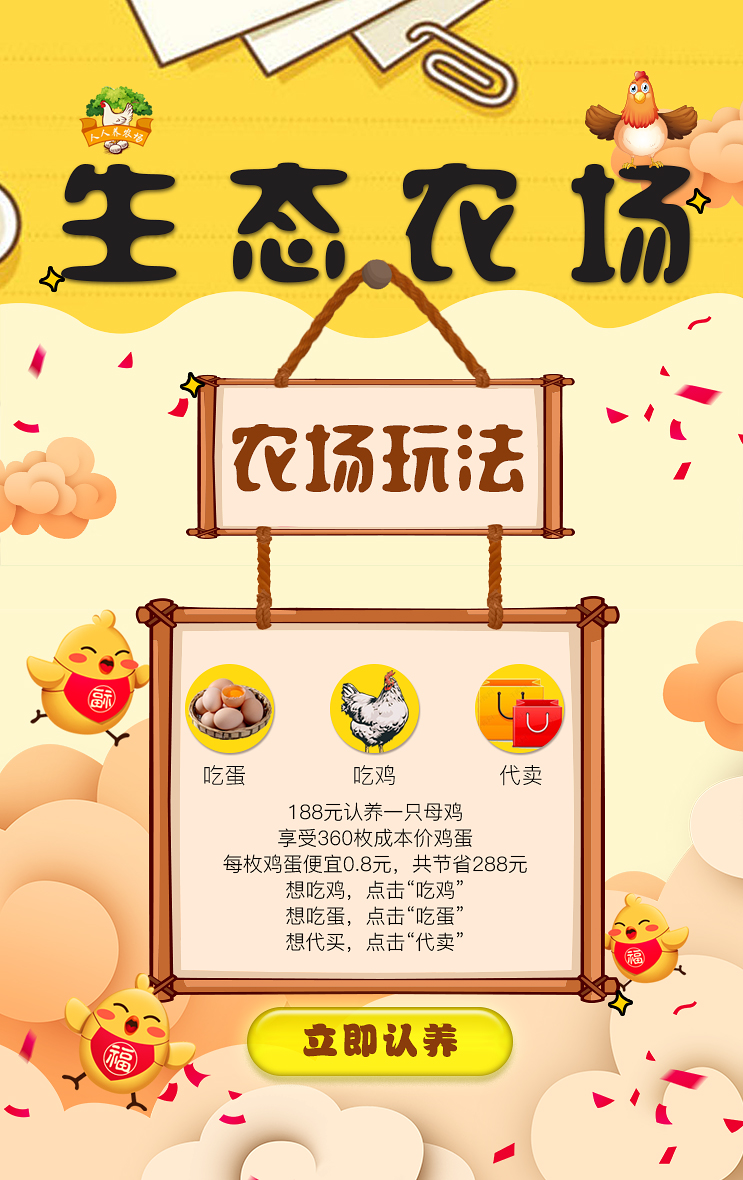 人人养农场
生态农场
农场玩法
吃蛋
吃鸡
代卖
188元认养一只母鸡
享受360枚成本价鸡蛋
每枚鸡蛋便宜0.8元，共节省288元
想吃鸡，点击“吃鸡”
想吃蛋，点击“吃蛋”
想代买，点击“代卖”
福
福
福
立即认养